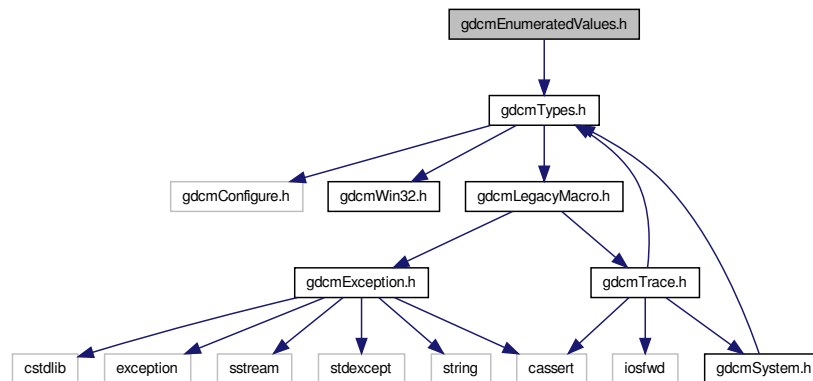 gdcmEnumeratedValues.h
gdcmTypes.h
gdcmConfigure.h
gdcmWin32.h
gdcmLegacyMacro.h
gdcmException.h
gdcmTrace.h
cstdlib
exception
sstream
stdexcept
string
cassert
iosfwd
gdcmSystem.h